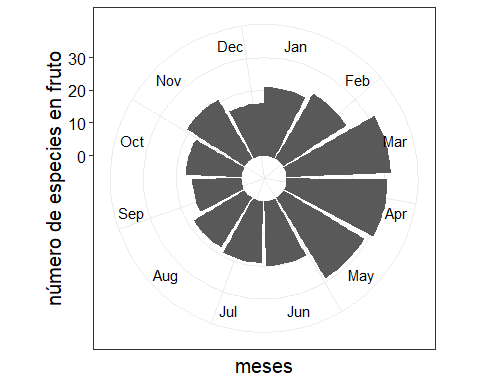 número de especies en fruto
30
20
10
0
Jan
Feb
Mar
Apr
May
Jun
Jul
Aug
Sep
Oct
Nov
Dec
meses